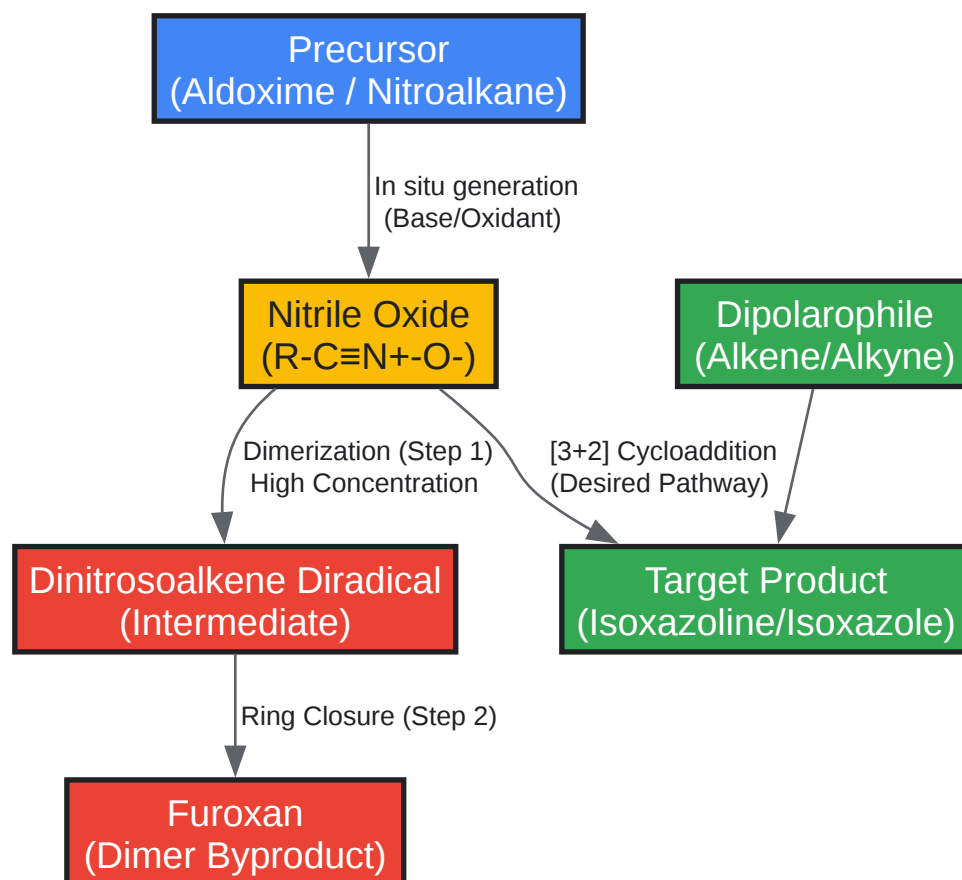 Precursor
(Aldoxime / Nitroalkane)
In situ generation
(Base/Oxidant)
Nitrile Oxide
(R-C≡N+-O-)
Dipolarophile
(Alkene/Alkyne)
Dimerization (Step 1)
High Concentration
[3+2] Cycloaddition
(Desired Pathway)
Dinitrosoalkene Diradical
(Intermediate)
Target Product
(Isoxazoline/Isoxazole)
Ring Closure (Step 2)
Furoxan
(Dimer Byproduct)